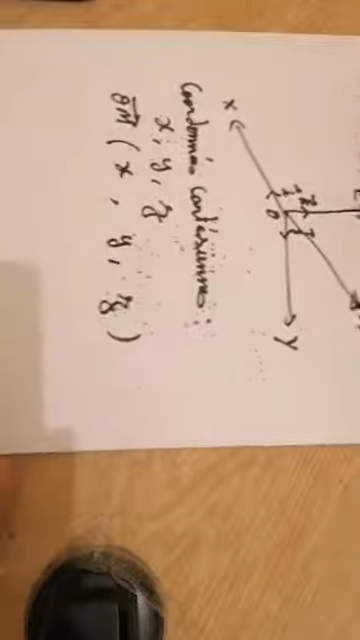 x
y
O
Coordonnées Cartésiennes :
x, y, z
OM ( x , y, z )